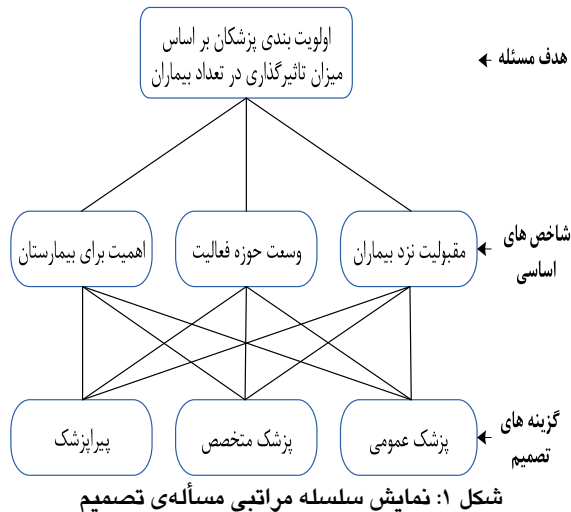 اولویت بندی پزشکان بر اساس
میزان تاثیرگذاری در تعداد بیماران
هدف مسئله
شاخص های
اساسی
مقبولیت نزد بیماران
وسعت حوزه فعالیت
اهمیت برای بیمارستان
گزینه های
تصمیم
پزشک عمومی
پزشک متخصص
پیراپزشک
شکل ۱: نمایش سلسله مراتبی مسأله‌ی تصمیم